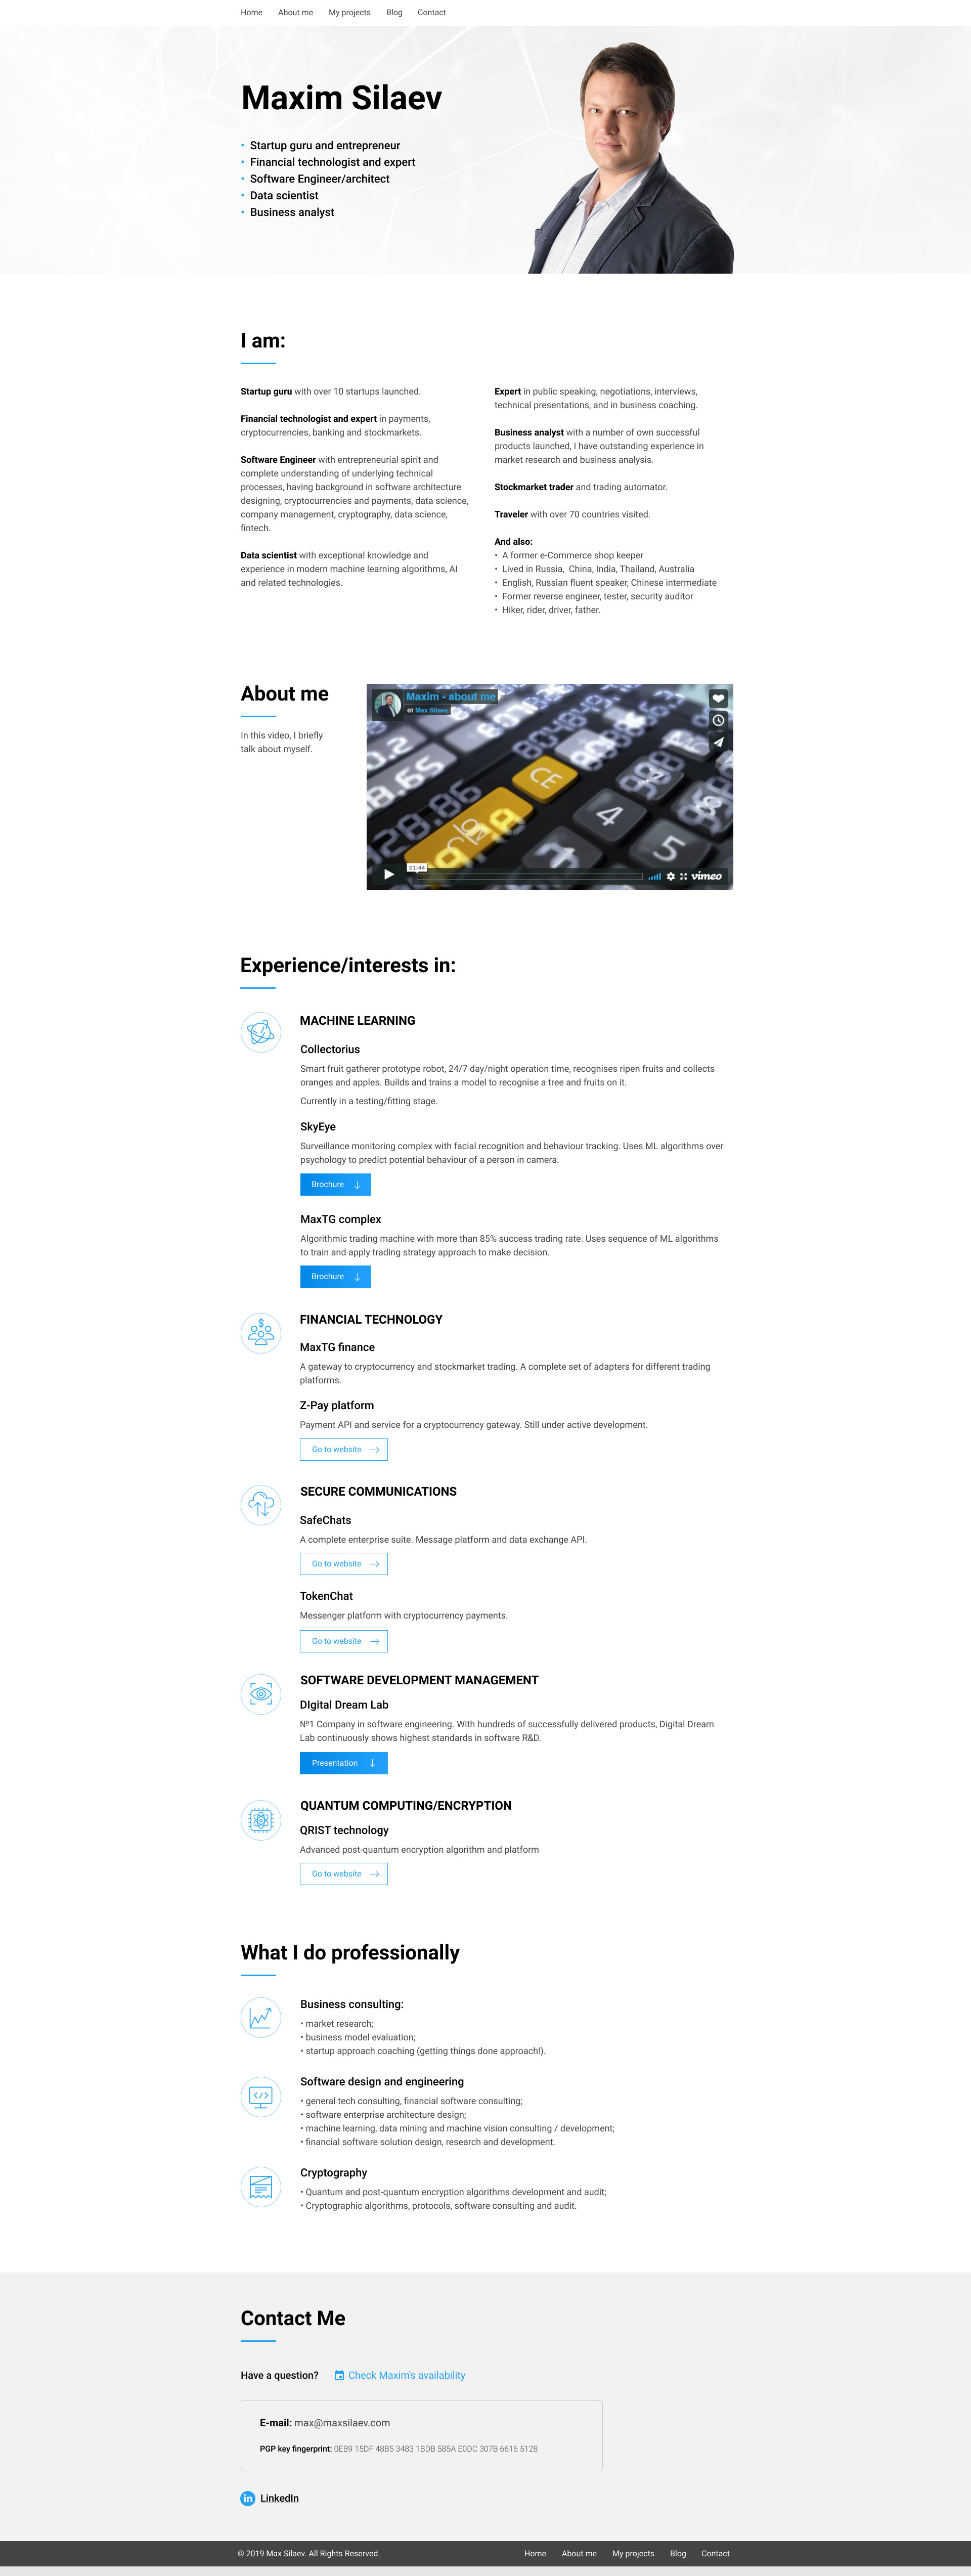 Home About me My projects Blog Contact
Maxim Silaev
• Startup guru and entrepreneur
• Financial technologist and expert
• Software Engineer/architect
• Data scientist
• Business analyst
I am:
Startup guru with over 10 startups launched.
Financial technologist and expert in payments,
cryptocurrencies, banking and stockmarkets.
Software Engineer with entrepreneurial spirit and
complete understanding of underlying technical
processes, having background in software architecture
designing, cryptocurrencies and payments, data science,
company management, cryptography, data science,
fintech.
Data scientist with exceptional knowledge and
experience in modern machine learning algorithms, AI
and related technologies.
Expert in public speaking, negotiations, interviews,
technical presentations, and in business coaching.
Business analyst with a number of own successful
products launched, I have outstanding experience in
market research and business analysis.
Stockmarket trader and trading automator.
Traveler with over 70 countries visited.
And also:
• A former e-Commerce shop keeper
• Lived in Russia, China, India, Thailand, Australia
• English, Russian fluent speaker, Chinese intermediate
• Former reverse engineer, tester, security auditor
• Hiker, rider, driver, father.
About me
In this video, I briefly
talk about myself.
Maxim - about me
от Max Silaev
CE
4
5
01:44
vimeo
Experience/interests in:
MACHINE LEARNING
Collectorius
Smart fruit gatherer prototype robot, 24/7 day/night operation time, recognises ripen fruits and collects
oranges and apples. Builds and trains a model to recognise a tree and fruits on it.
Currently in a testing/fitting stage.
SkyEye
Surveillance monitoring complex with facial recognition and behaviour tracking. Uses ML algorithms over
psychology to predict potential behaviour of a person in camera.
Brochure
MaxTG complex
Algorithmic trading machine with more than 85% success trading rate. Uses sequence of ML algorithms
to train and apply trading strategy approach to make decision.
Brochure
FINANCIAL TECHNOLOGY
MaxTG finance
A gateway to cryptocurrency and stockmarket trading. A complete set of adapters for different trading
platforms.
Z-Pay platform
Payment API and service for a cryptocurrency gateway. Still under active development.
Go to website
SECURE COMMUNICATIONS
SafeChats
A complete enterprise suite. Message platform and data exchange API.
Go to website
TokenChat
Messenger platform with cryptocurrency payments.
Go to website
SOFTWARE DEVELOPMENT MANAGEMENT
DIgital Dream Lab
№1 Company in software engineering. With hundreds of successfully delivered products, Digital Dream
Lab continuously shows highest standards in software R&D.
Presentation
QUANTUM COMPUTING/ENCRYPTION
QRIST technology
Advanced post-quantum encryption algorithm and platform
Go to website
What I do professionally
Business consulting:
• market research;
• business model evaluation;
• startup approach coaching (getting things done approach!).
Software design and engineering
• general tech consulting, financial software consulting;
• software enterprise architecture design;
• machine learning, data mining and machine vision consulting / development;
• financial software solution design, research and development.
Cryptography
• Quantum and post-quantum encryption algorithms development and audit;
• Cryptographic algorithms, protocols, software consulting and audit.
Contact Me
Have a question? Check Maxim's availability
E-mail: max@maxsilaev.com
PGP key fingerprint: 0EB9 15DF 48B5 3483 1BDB 585A E0DC 307B 6616 5128
in LinkedIn
© 2019 Max Silaev. All Rights Reserved. Home About me My projects Blog Contact